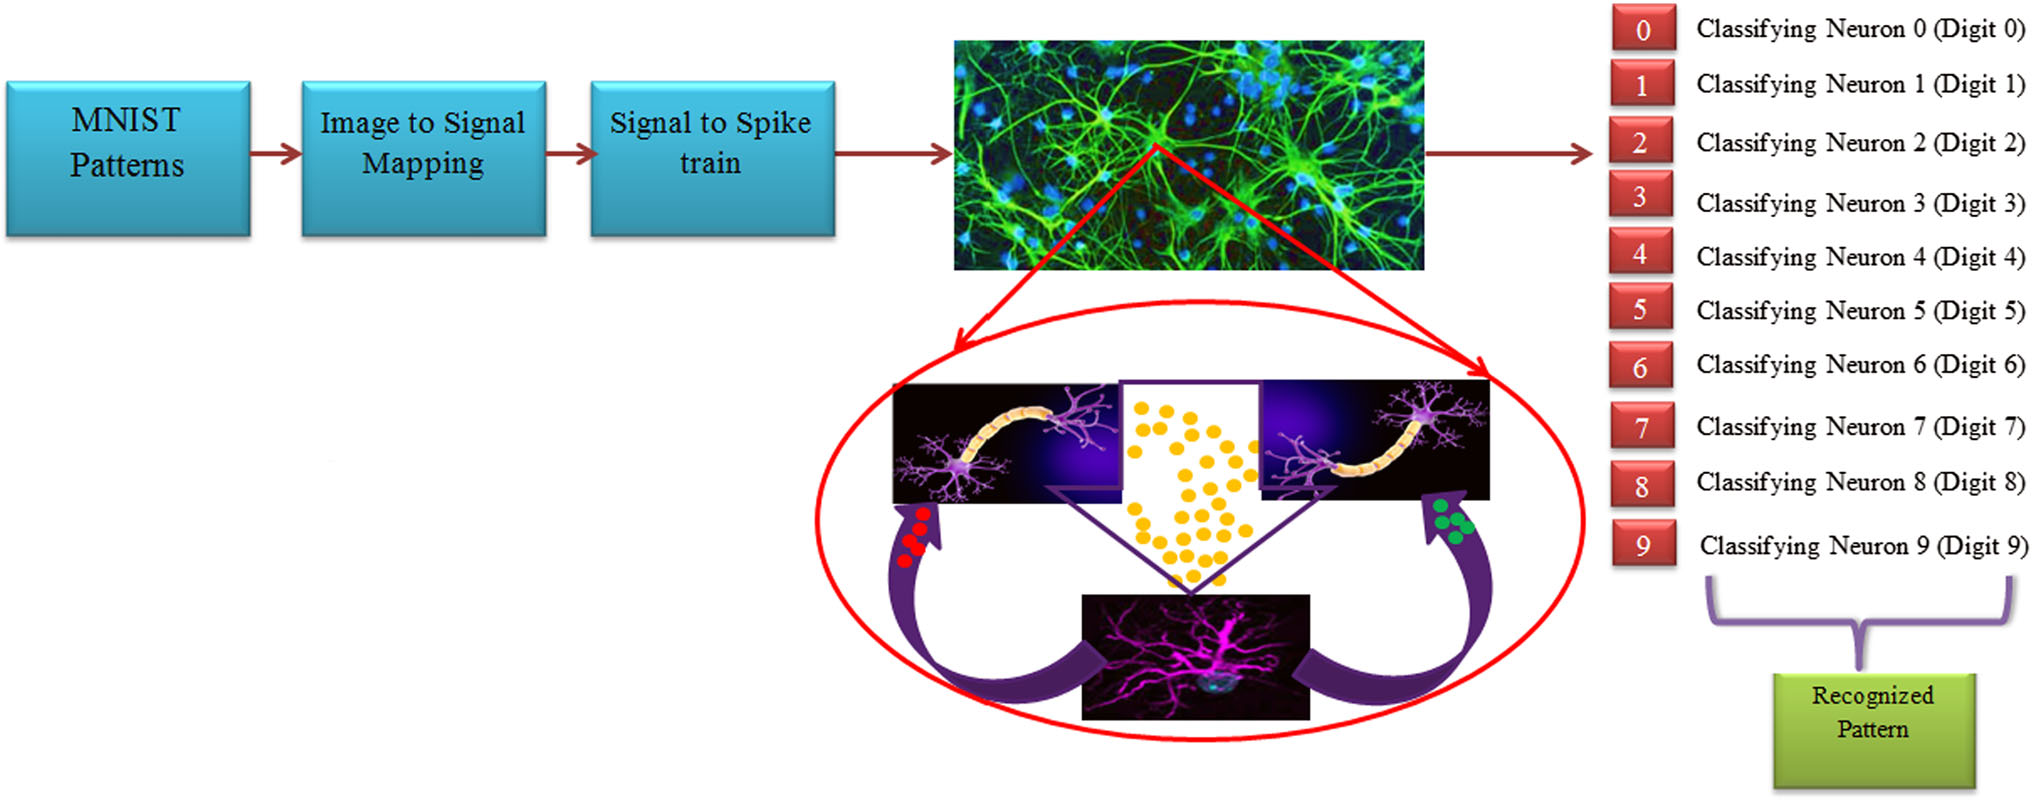 MNIST
Patterns
Image to Signal
Mapping
Signal to Spike
train
0 Classifying Neuron 0 (Digit 0)
1 Classifying Neuron 1 (Digit 1)
2 Classifying Neuron 2 (Digit 2)
3 Classifying Neuron 3 (Digit 3)
4 Classifying Neuron 4 (Digit 4)
5 Classifying Neuron 5 (Digit 5)
6 Classifying Neuron 6 (Digit 6)
7 Classifying Neuron 7 (Digit 7)
8 Classifying Neuron 8 (Digit 8)
9 Classifying Neuron 9 (Digit 9)
Recognized
Pattern